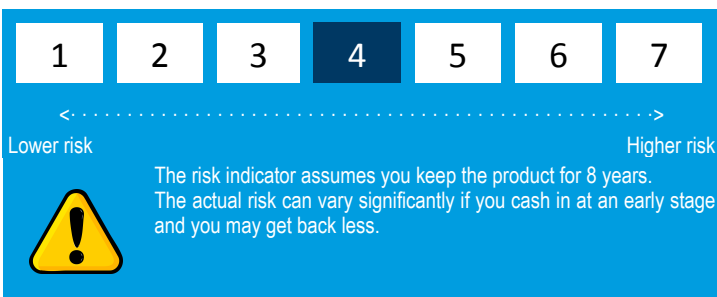 1 2 3 4 5 6 7
Lower risk Higher risk
The risk indicator assumes you keep the product for 8 years.
The actual risk can vary significantly if you cash in at an early stage
and you may get back less.